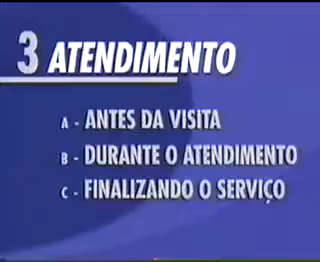 3 ATENDIMENTO
A - ANTES DA VISITA
B - DURANTE O ATENDIMENTO
C - FINALIZANDO O SERVIÇO